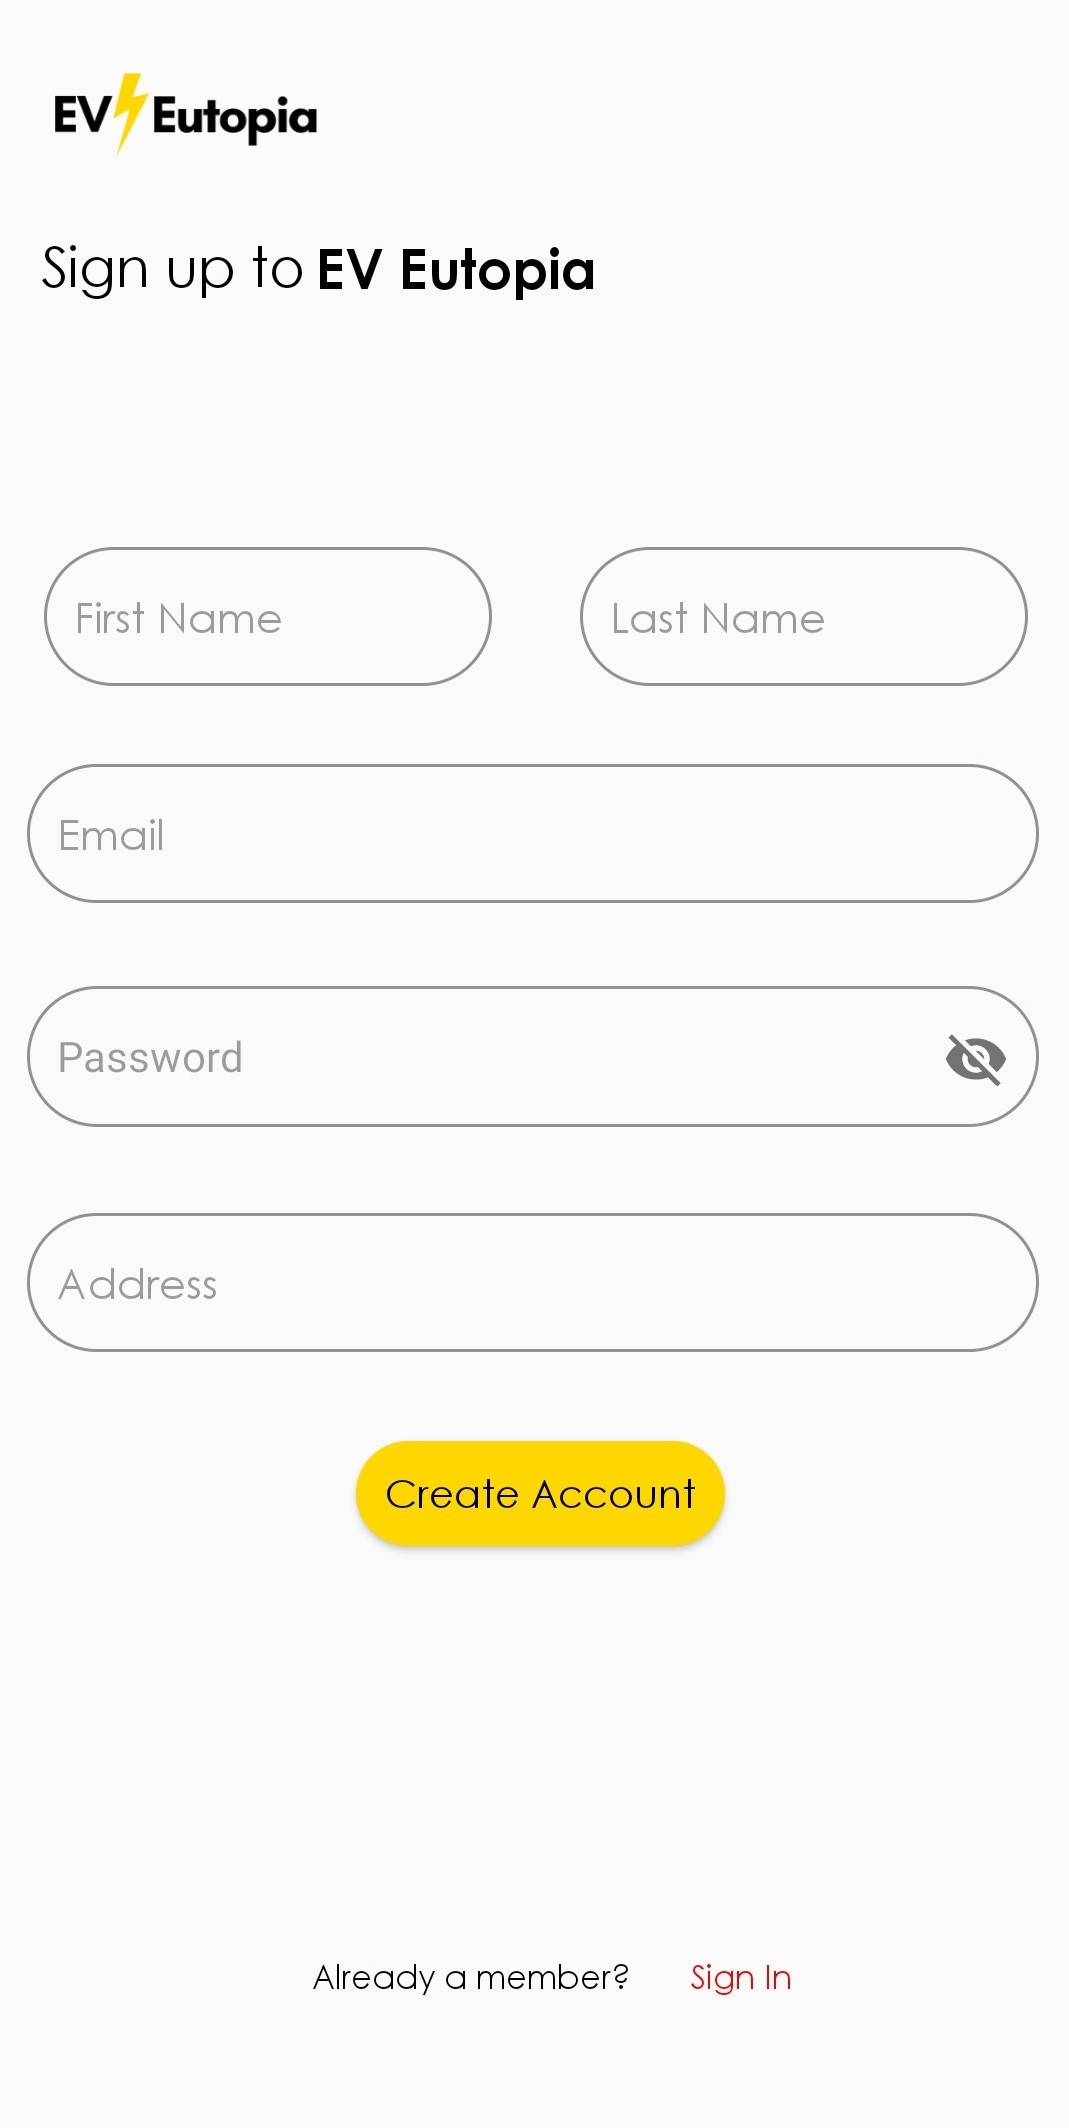 EV Eutopia
Sign up to EV Eutopia
First Name Last Name
Email
Password
Address
Create Account
Already a member? Sign In